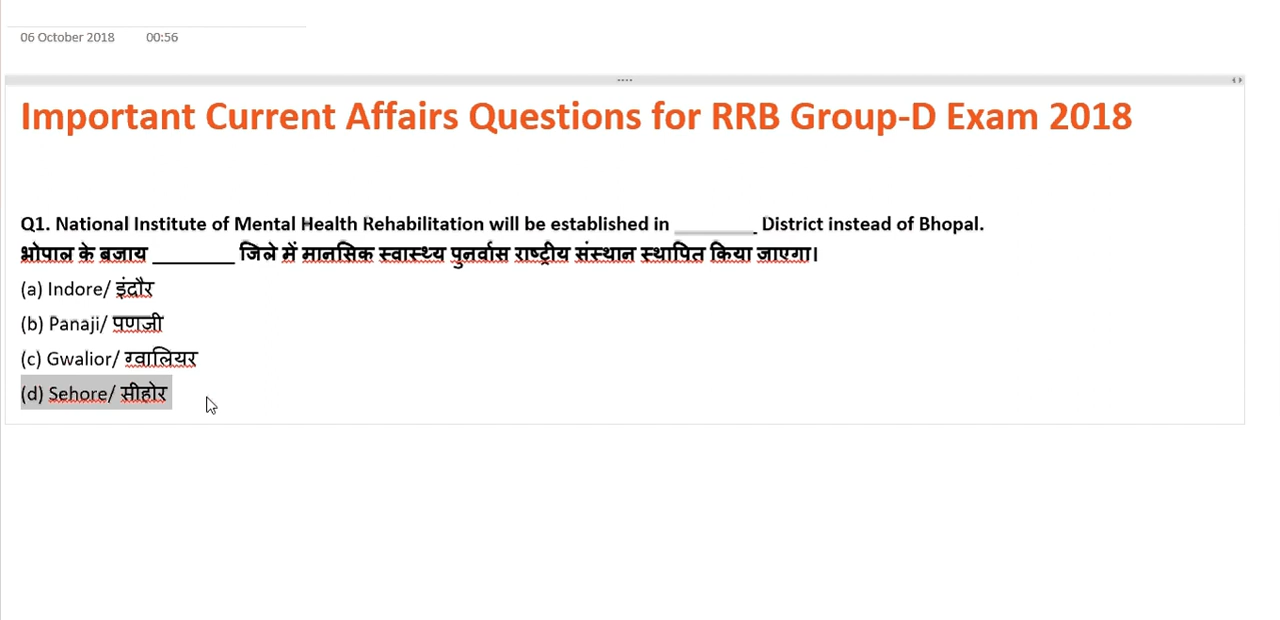 06 October 2018 00:56
Important Current Affairs Questions for RRB Group-D Exam 2018
Q1. National Institute of Mental Health Rehabilitation will be established in _________ District instead of Bhopal.
भोपाल के बजाय ________ जिले में मानसिक स्वास्थ्य पुनर्वास राष्ट्रीय संस्थान स्थापित किया जाएगा।
(a) Indore/ इंदौर
(b) Panaji/ पणजी
(c) Gwalior/ ग्वालियर
(d) Sehore/ सीहोर